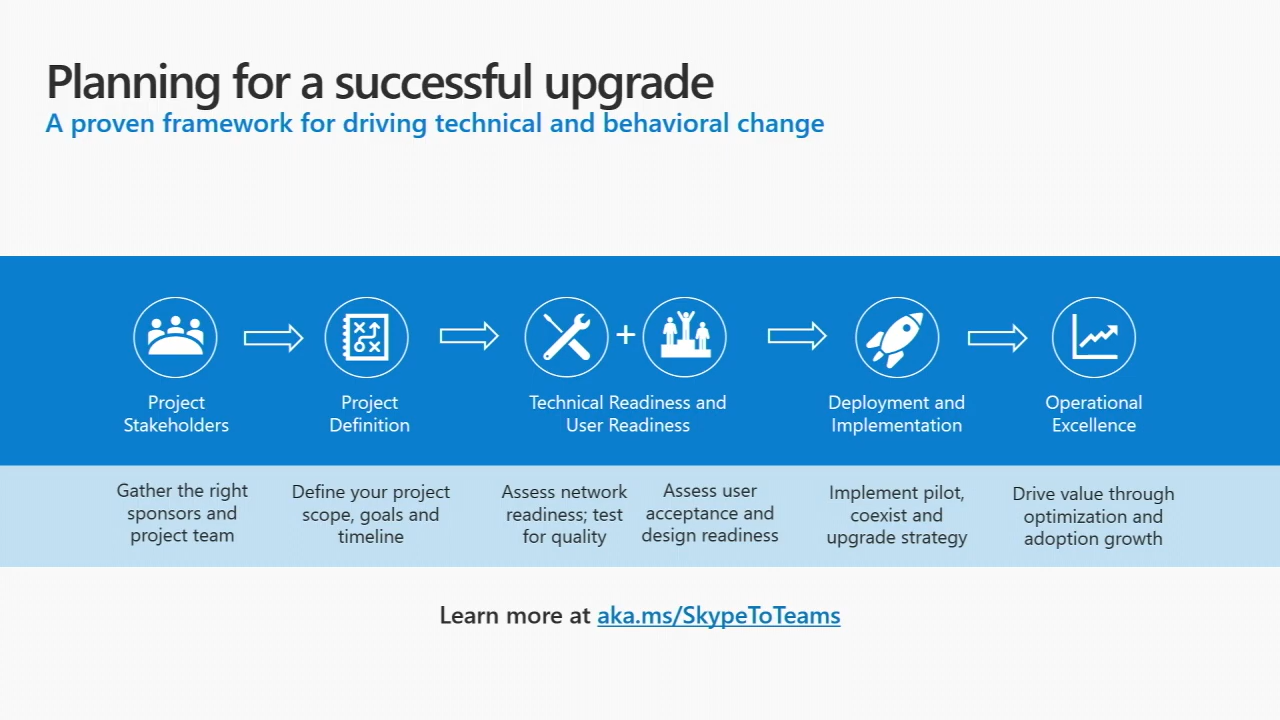 Planning for a successful upgrade
A proven framework for driving technical and behavioral change
Project
Stakeholders
Project
Definition
+
Technical Readiness and
User Readiness
Deployment and
Implementation
Operational
Excellence
Gather the right
sponsors and
project team
Define your project
scope, goals and
timeline
Assess network
readiness; test
for quality
Assess user
acceptance and
design readiness
Implement pilot,
coexist and
upgrade strategy
Drive value through
optimization and
adoption growth
Learn more at aka.ms/SkypeToTeams